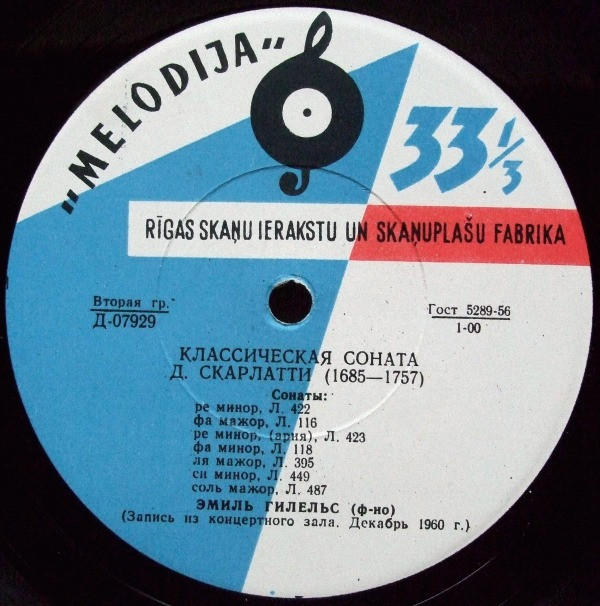 „MELODIJA”
33 1/3
RĪGAS SKAŅU IERAKSTU UN SKAŅUPLAŠU FABRIKA
Вторая гр.
Д-07929
Гост 5289-56
1-00
КЛАССИЧЕСКАЯ СОНАТА
Д. СКАРЛАТТИ (1685—1757)
Сонаты:
ре минор, Л. 422
фа мажор, Л. 116
ре минор, (ария), Л. 423
фа минор, Л. 118
ля мажор, Л. 395
си минор, Л. 449
соль мажор, Л. 487
ЭМИЛЬ ГИЛЕЛЬС (ф-но)
(Запись из концертного зала. Декабрь 1960 г.)